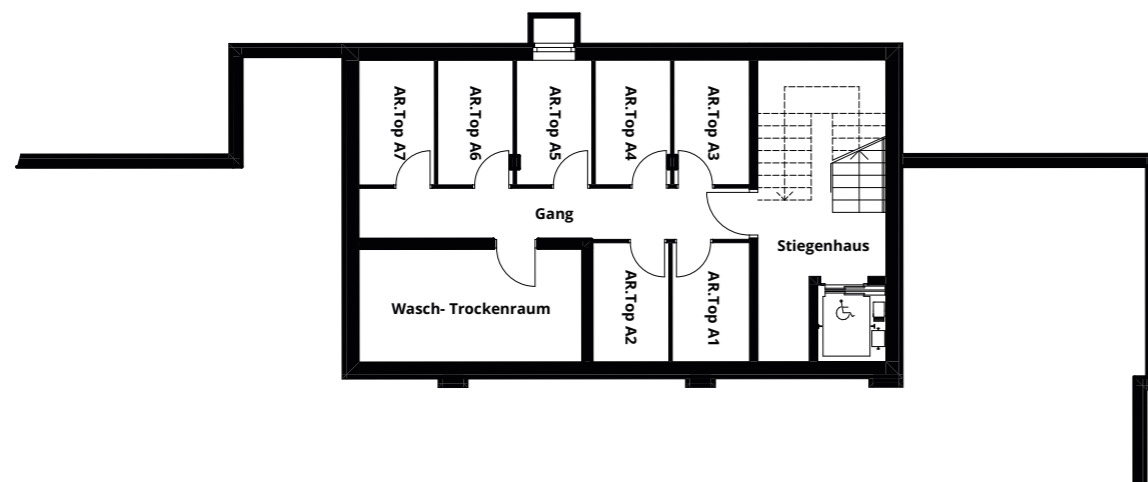 AR.Top A7
AR.Top A6
AR.Top A5
AR.Top A4
AR.Top A3
Gang
Stiegenhaus
Wasch- Trockenraum
AR.Top A2
AR.Top A1